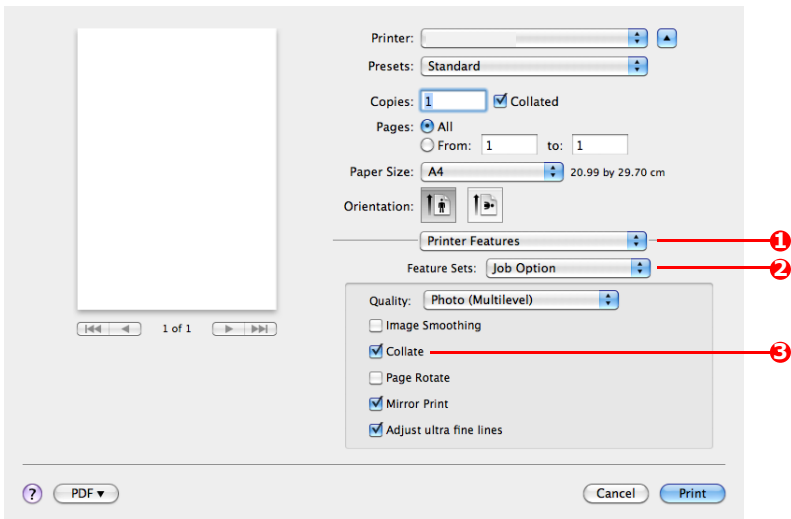 Printer:
Presets: Standard
Copies: 1 Collated
Pages: All
From: 1 to: 1
Paper Size: A4 20.99 by 29.70 cm
Orientation:
Printer Features 1
Feature Sets: Job Option 2
Quality: Photo (Multilevel)
1 of 1
Image Smoothing
Collate 3
Page Rotate
Mirror Print
Adjust ultra fine lines
? PDF ▼ Cancel Print